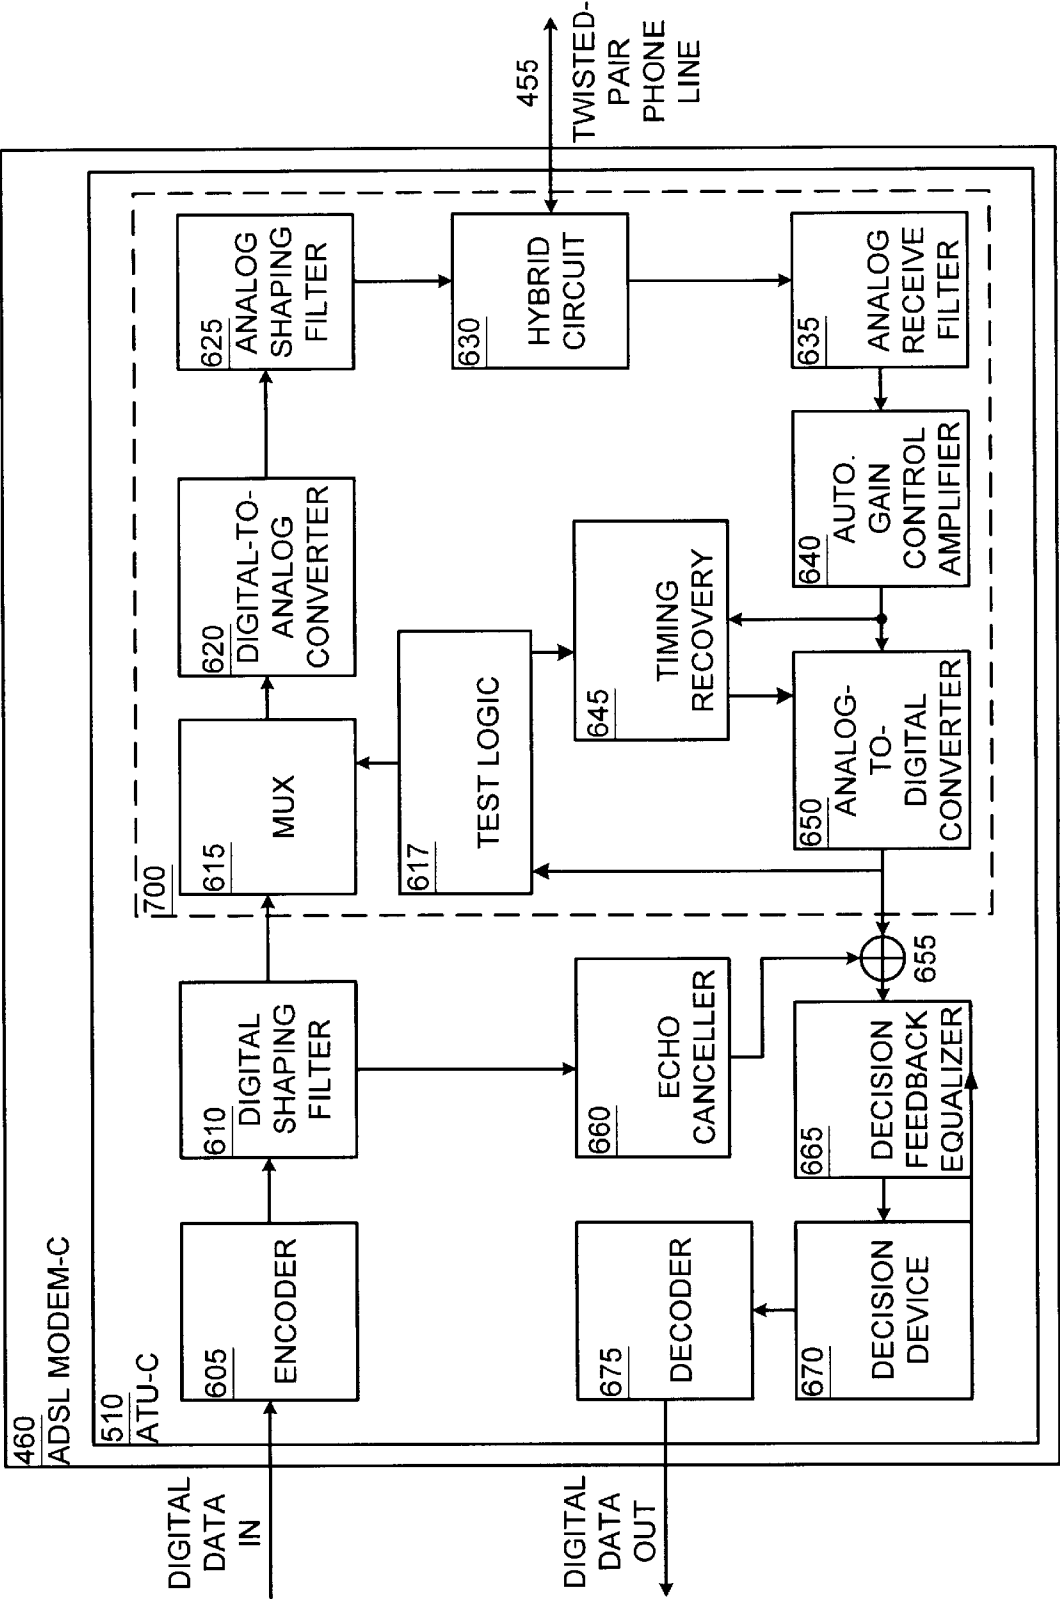 460
ADSL MODEM-C
510
ATU-C
DIGITAL
DATA
IN
605
ENCODER
610
DIGITAL
SHAPING
FILTER
700
615
MUX
620
DIGITAL-TO-
ANALOG
CONVERTER
625
ANALOG
SHAPING
FILTER
617
TEST LOGIC
630
HYBRID
CIRCUIT
455
TWISTED-
PAIR
PHONE
LINE
DIGITAL
DATA
OUT
675
DECODER
660
ECHO
CANCELLER
645
TIMING
RECOVERY
670
DECISION
DEVICE
665
DECISION
FEEDBACK
EQUALIZER
655
650
ANALOG-
TO-
DIGITAL
CONVERTER
640
AUTO.
GAIN
CONTROL
AMPLIFIER
635
ANALOG
RECEIVE
FILTER